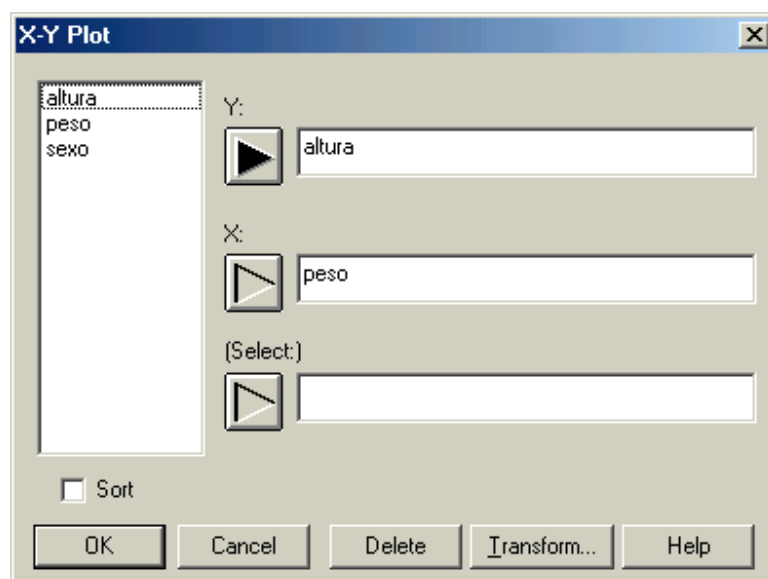 X-Y Plot
altura
peso
sexo
Y:
altura
X:
peso
(Select:)
Sort
OK
Cancel
Delete
Transform...
Help